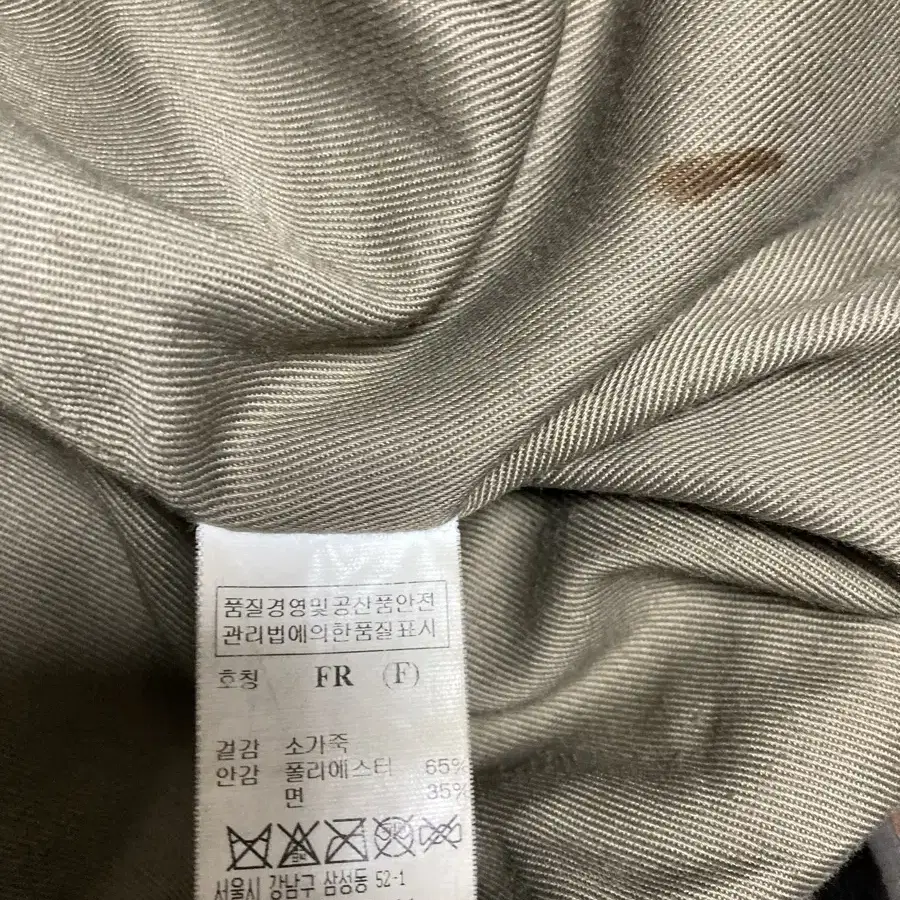 품질경영및공산품안전
관리법에의한품질표시
호칭 FR (F)
겉감 소가죽
안감 폴리에스터 65%
면 35%
서울시 강남구 삼성동 52-1